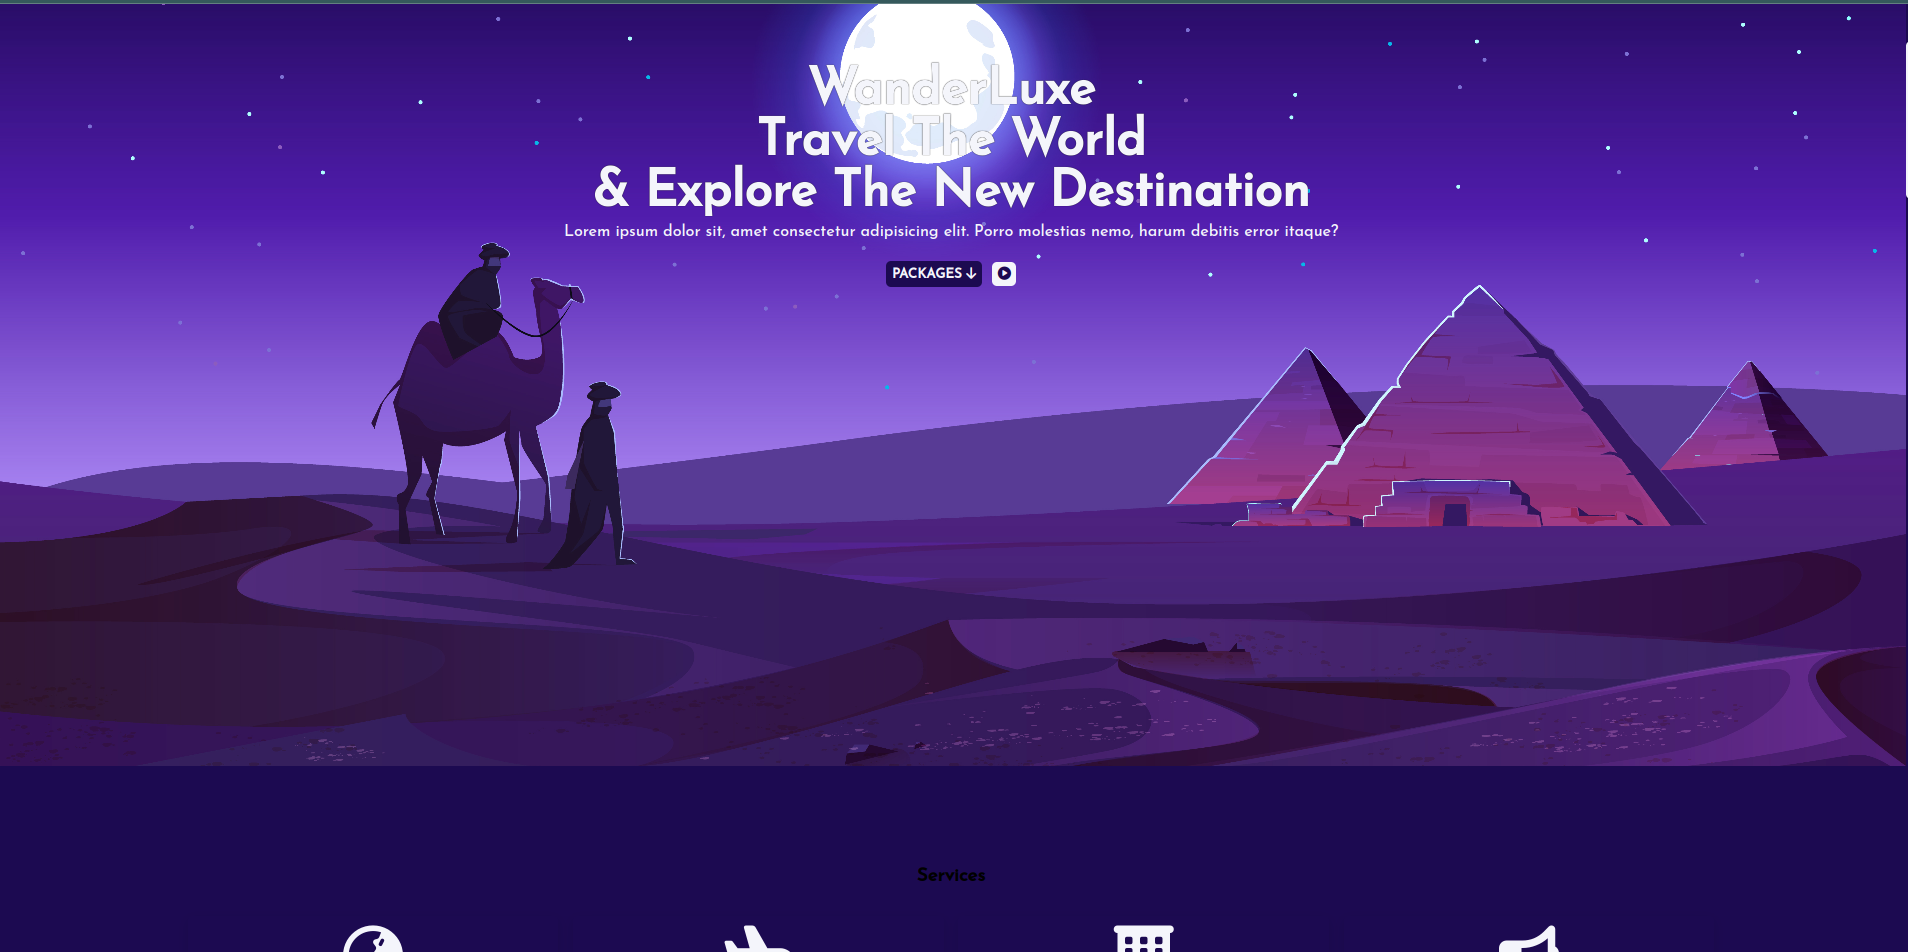 WanderLuxe
Travel The World
& Explore The New Destination
Lorem ipsum dolor sit, amet consectetur adipisicing elit. Porro molestias nemo, harum debitis error itaque?
PACKAGES ↓
Services